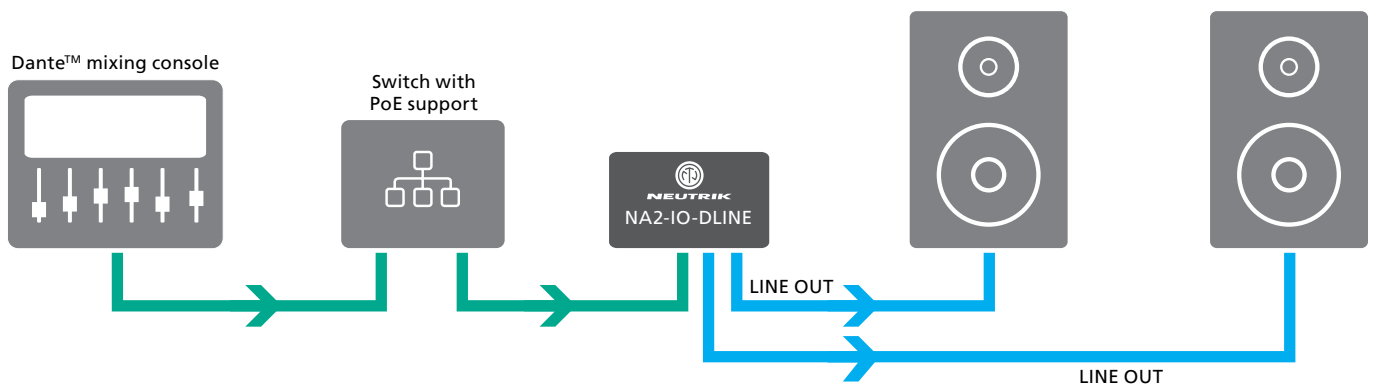 Dante™ mixing console
Switch with
PoE support
NEUTRIK
NA2-IO-DLINE
LINE OUT
LINE OUT